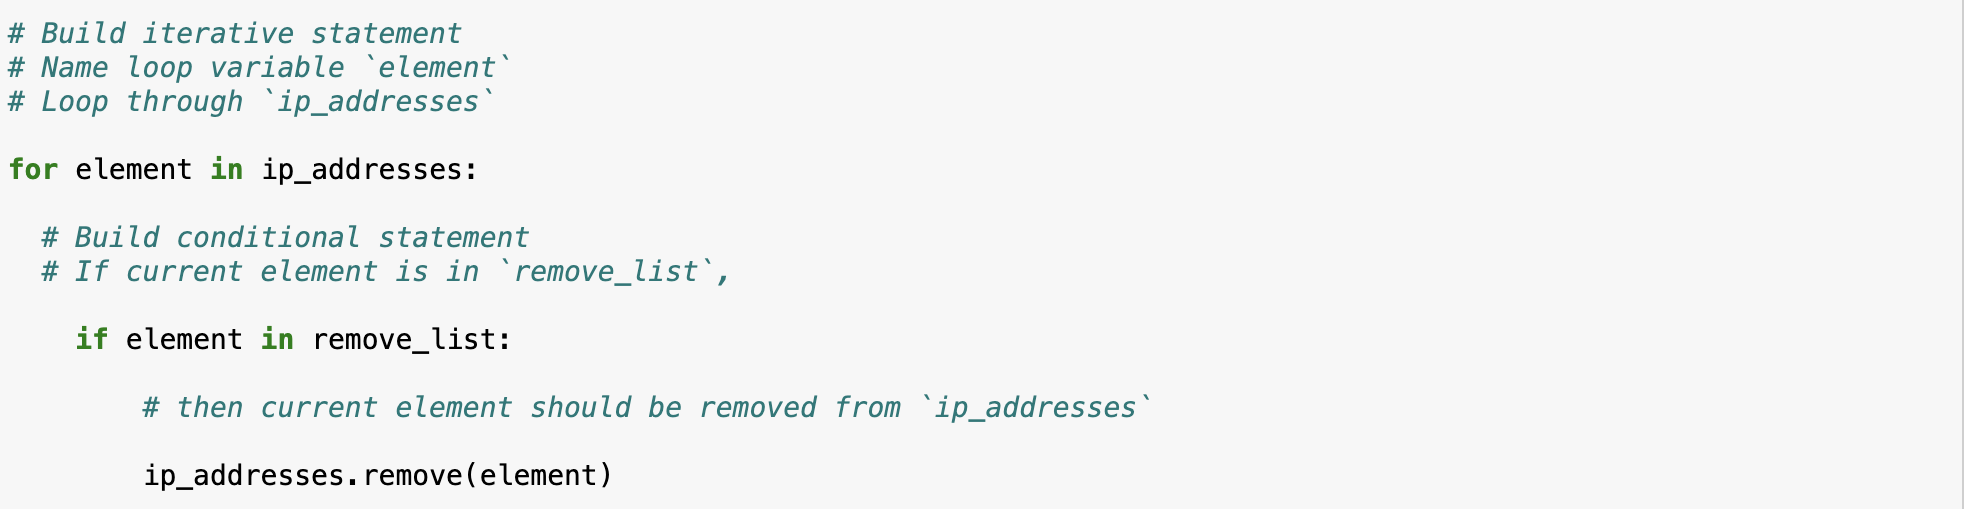 # Build iterative statement
# Name loop variable `element`
# Loop through `ip_addresses`
for element in ip_addresses:
# Build conditional statement
# If current element is in `remove_list`,
if element in remove_list:
# then current element should be removed from `ip_addresses`
ip_addresses.remove(element)